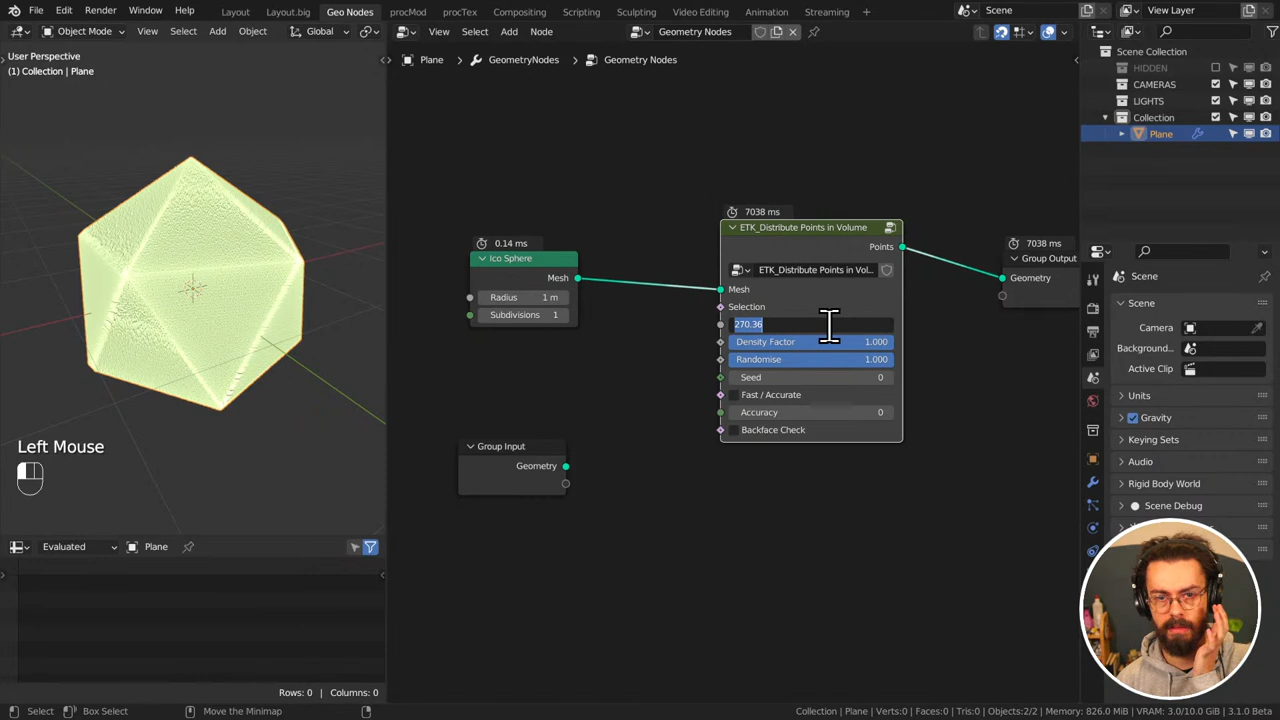 File Edit Render Window Help Layout Layout.big Geo Nodes procMod procTex Compositing Scripting Sculpting Video Editing Animation Streaming Scene View Layer
Object Mode View Select Add Object Global View Select Add Node Geometry Nodes
User Perspective
(1) Collection | Plane
Plane > GeometryNodes > Geometry Nodes
Scene Collection
HIDDEN
CAMERAS
LIGHTS
Collection
Plane
7038 ms
ETK_Distribute Points in Volume
Points
ETK_Distribute Points in Vol...
Mesh
Selection
270.36
Density Factor 1.000
Randomise 1.000
Seed 0
Fast / Accurate
Accuracy 0
Backface Check
0.14 ms
Ico Sphere
Mesh
Radius 1 m
Subdivisions 1
7038 ms
Group Output
Geometry
Group Input
Geometry
Left Mouse
Scene
Scene
Camera
Background...
Active Clip
Units
Gravity
Keying Sets
Audio
Rigid Body World
Scene Debug
Evaluated Plane
Rows: 0 | Columns: 0
Select Box Select Move the Minimap Collection | Plane | Verts:0 | Faces:0 | Tris:0 | Objects:2/2 | Memory: 826.0 MiB | VRAM: 3.0/10.0 GiB | 3.1.0 Beta